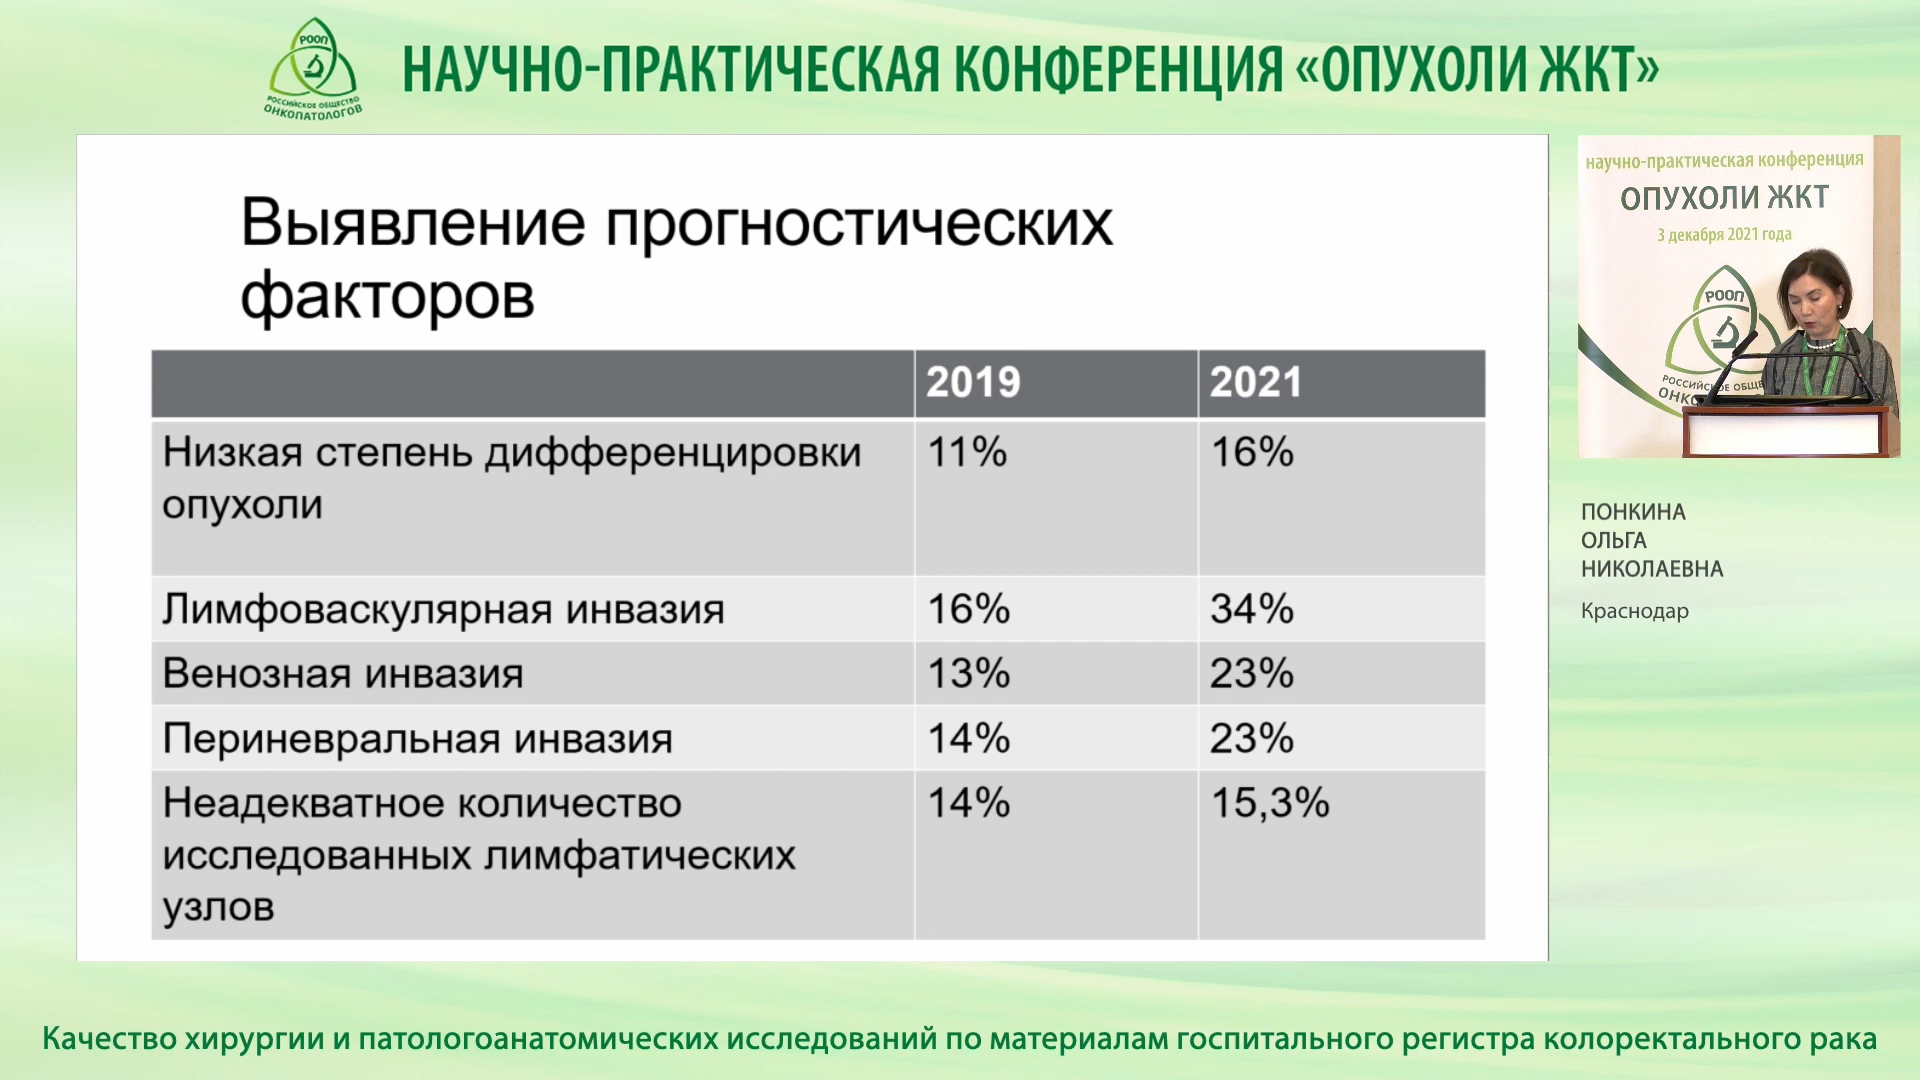 РООП
РОССИЙСКОЕ ОБЩЕСТВО
ОНКОПАТОЛОГОВ
НАУЧНО-ПРАКТИЧЕСКАЯ КОНФЕРЕНЦИЯ «ОПУХОЛИ ЖКТ»
Выявление прогностических
факторов
2019 2021
Низкая степень дифференцировки 11% 16%
опухоли
Лимфоваскулярная инвазия 16% 34%
Венозная инвазия 13% 23%
Периневральная инвазия 14% 23%
Неадекватное количество 14% 15,3%
исследованных лимфатических
узлов
научно-практическая конференция
ОПУХОЛИ ЖКТ
3 декабря 2021 года
РООП
ПОНКИНА
ОЛЬГА
НИКОЛАЕВНА
Краснодар
Качество хирургии и патологоанатомических исследований по материалам госпитального регистра колоректального рака